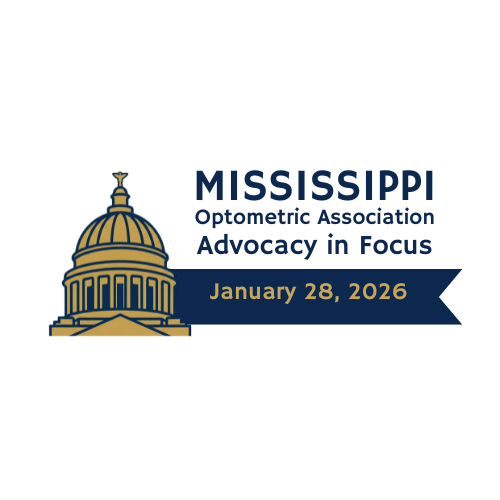 MISSISSIPPI
Optometric Association
Advocacy in Focus
January 28, 2026